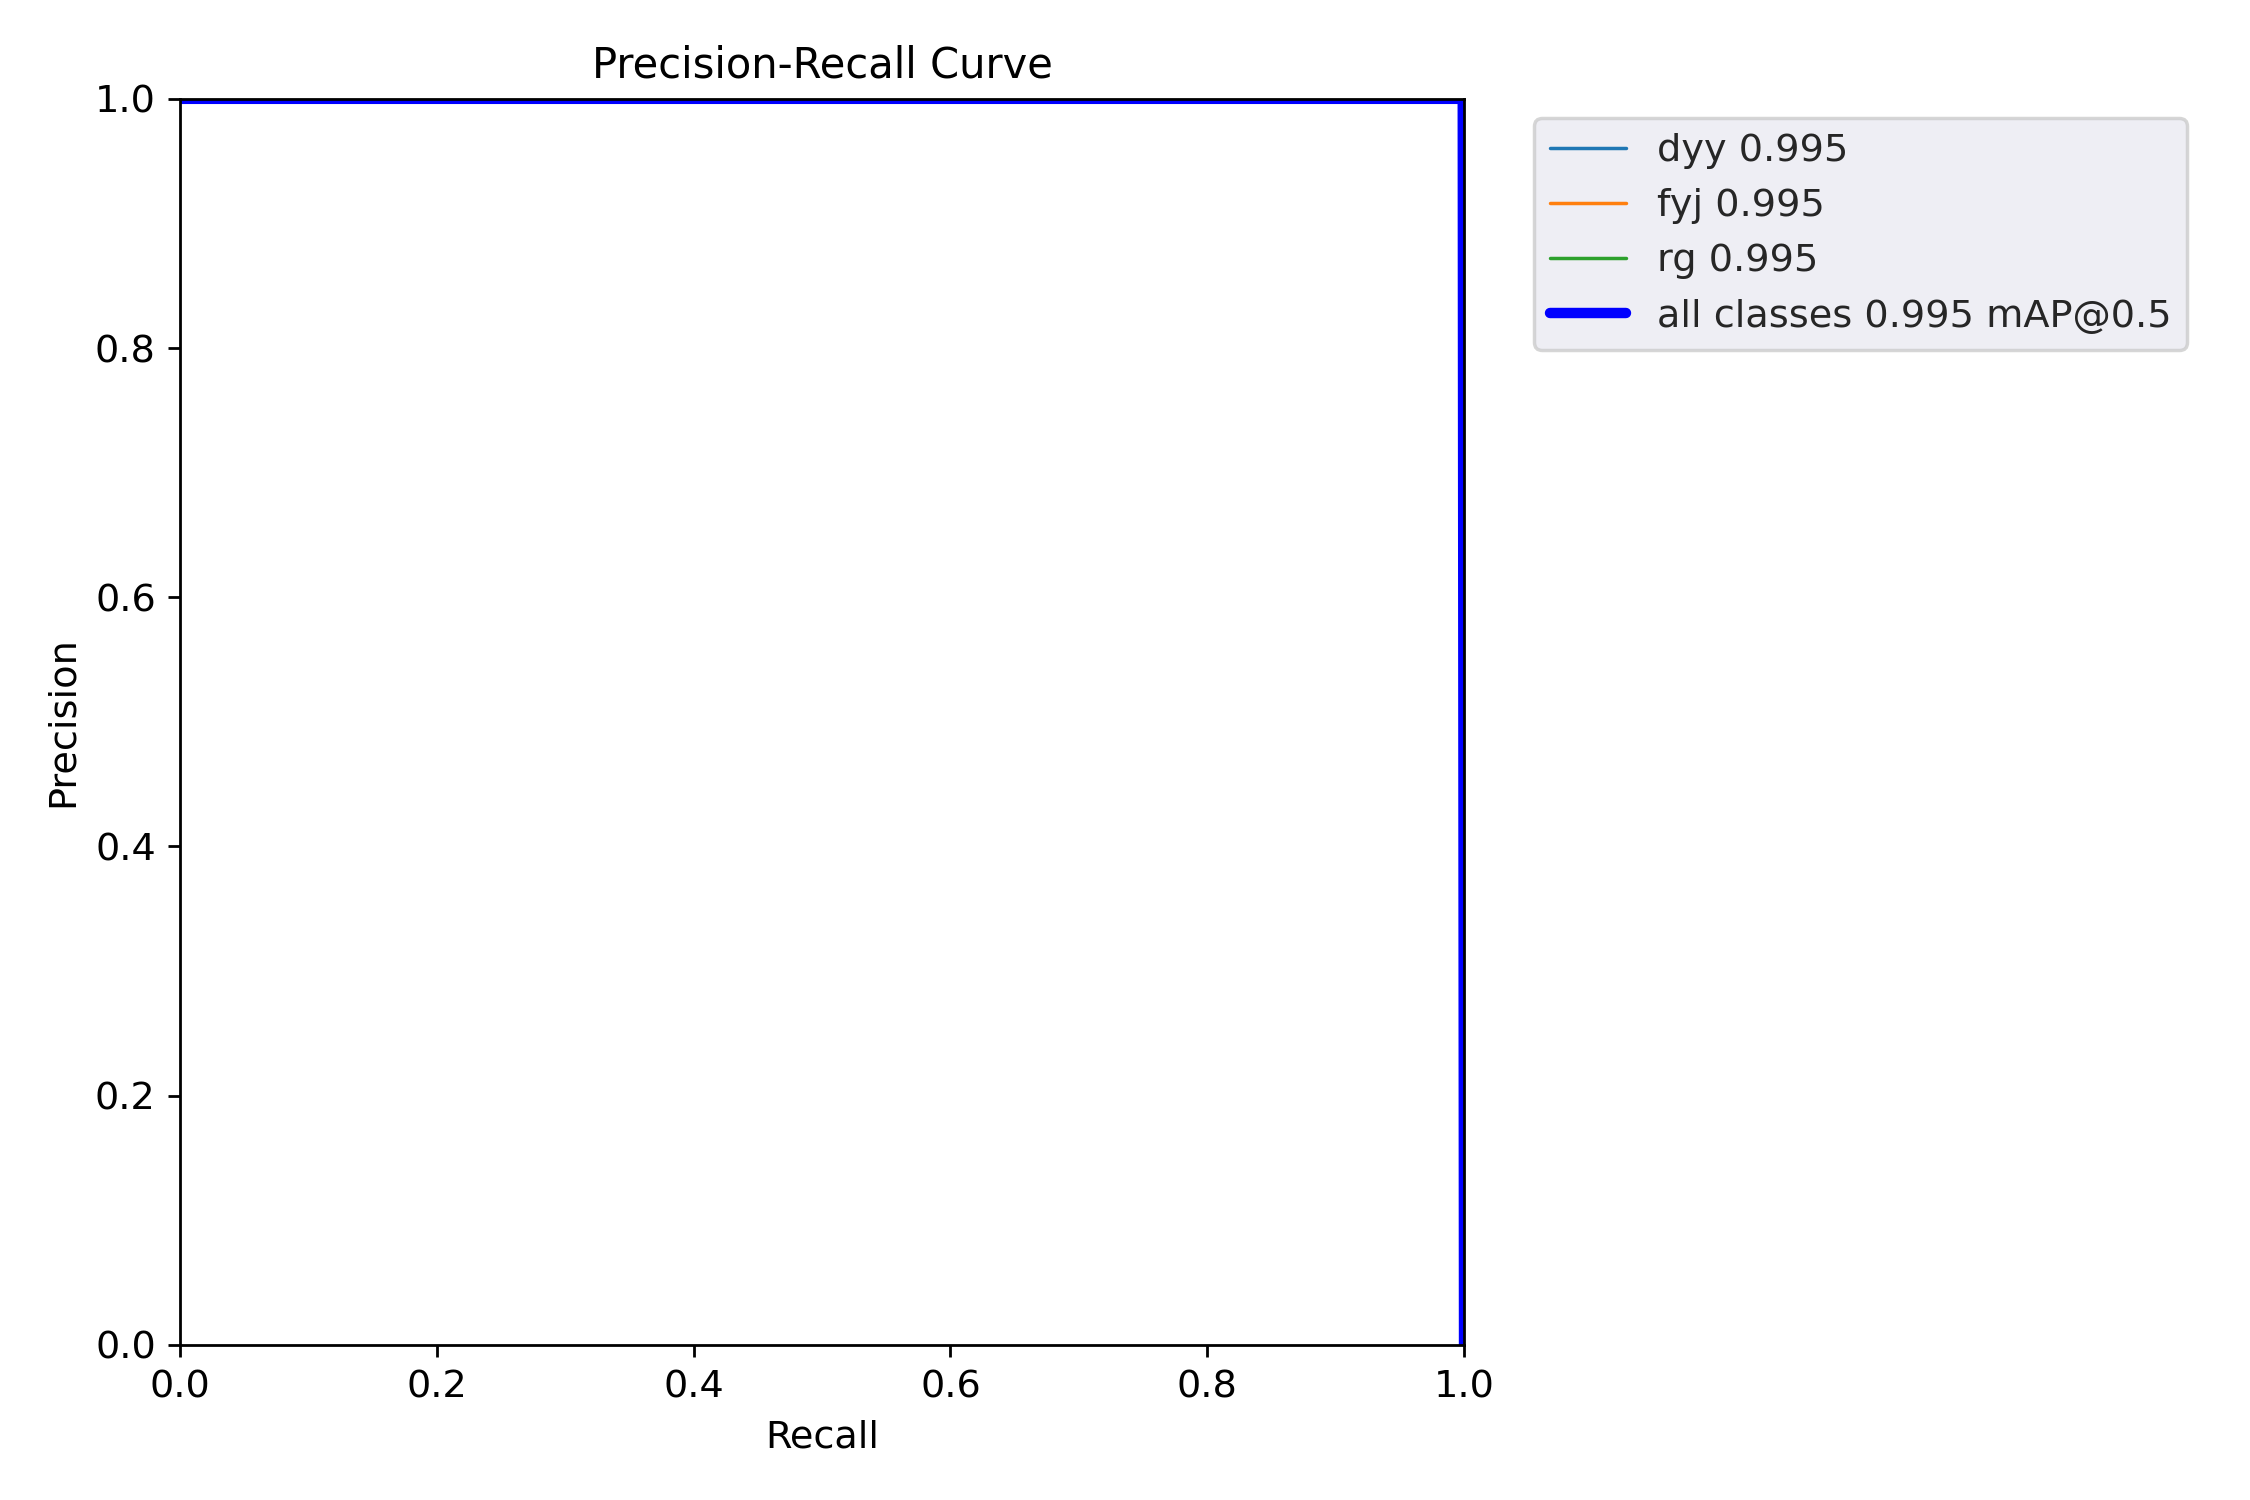 Precision-Recall Curve
1.0
0.8
0.6
0.4
0.2
0.0
Precision
0.0 0.2 0.4 0.6 0.8 1.0
Recall
dyy 0.995
fyj 0.995
rg 0.995
all classes 0.995 mAP@0.5